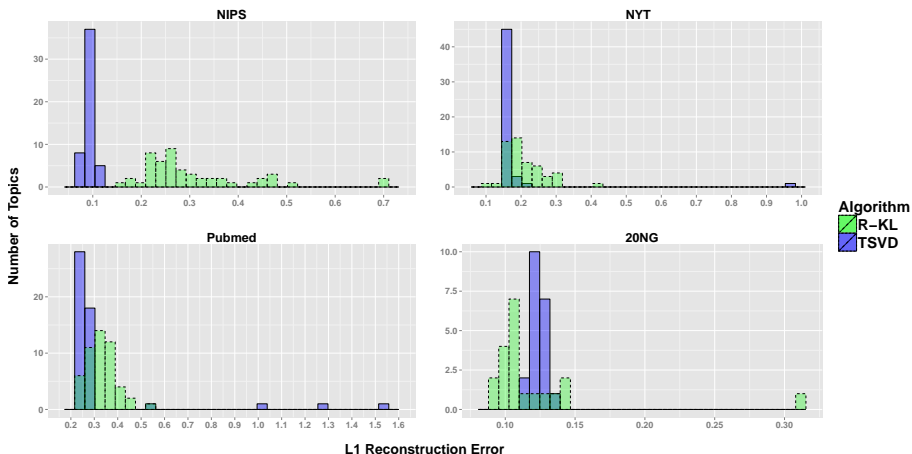 NIPS
NYT
30
20
10
0
0.1 0.2 0.3 0.4 0.5 0.6 0.7
40
30
20
10
0
0.1 0.2 0.3 0.4 0.5 0.6 0.7 0.8 0.9 1.0
Number of Topics
Algorithm
R−KL
TSVD
Pubmed
20NG
20
10
0
0.2 0.3 0.4 0.5 0.6 0.7 0.8 0.9 1.0 1.1 1.2 1.3 1.4 1.5 1.6
10.0
7.5
5.0
2.5
0.0
0.10 0.15 0.20 0.25 0.30
L1 Reconstruction Error